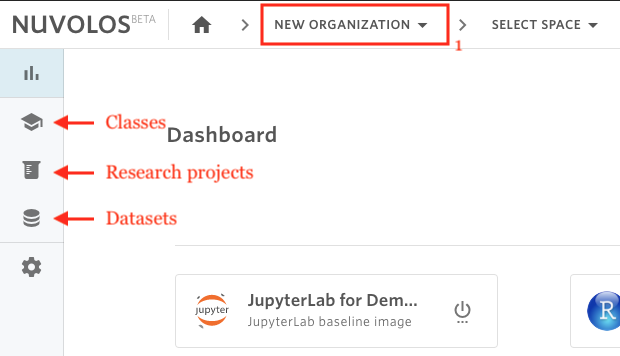 NUVOLOS BETA NEW ORGANIZATION SELECT SPACE
1
Classes
Dashboard
Research projects
Datasets
jupyter JupyterLab for Dem... R
JupyterLab baseline image